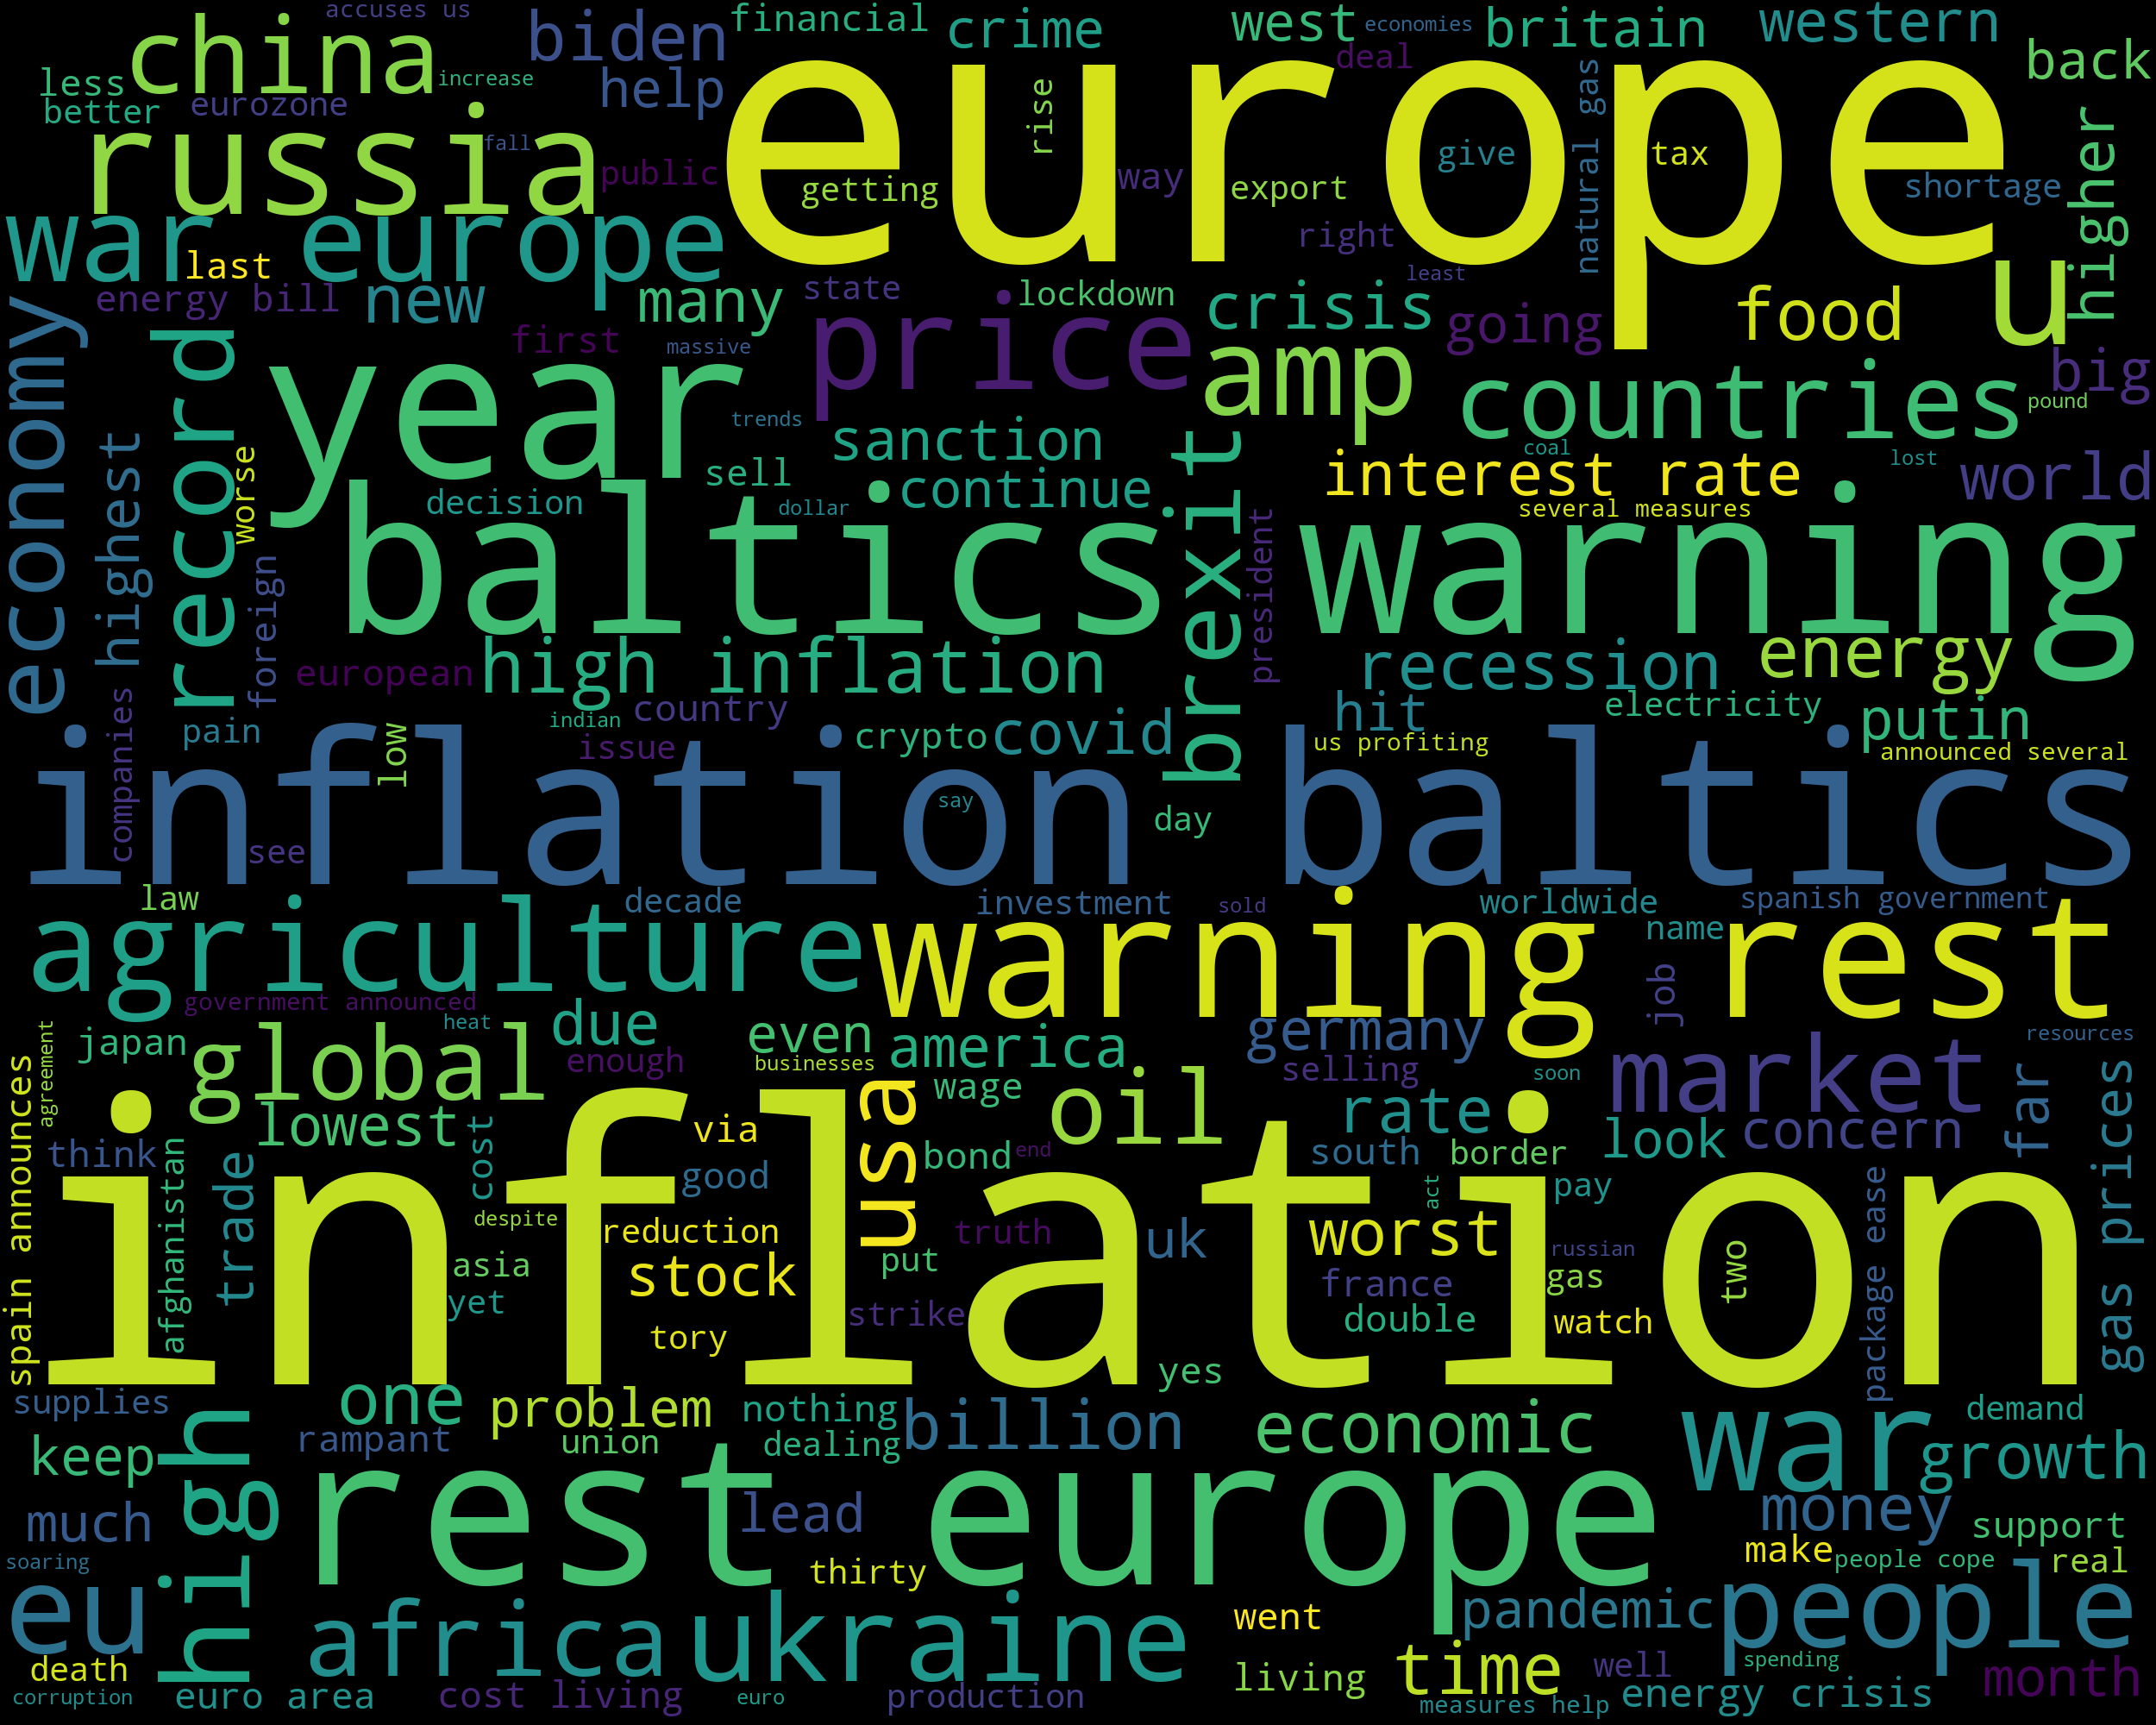 accuses us
financial
economies
china
biden
crime
west
britain
western
europe
less
increase
help
deal
natural gas
back
better
eurozone
rise
russia
fall
public
getting
way
export
give
tax
shortage
higher
war europe
last
right
u
energy bill
new
many
state
lockdown
crisis
least
going
food
economy
record
first
massive
price
amp
countries
big
year
trends
pound
highest
worse
decision
sell
sanction
continue
dollar
brexit
coal
interest rate
lost
world
several measures
baltics
president
warning
foreign
european
high inflation
recession
energy
companies
pain
indian
country
issue
low
crypto
covid
hit
electricity
putin
us profiting
announced several
inflation baltics
say
day
see
law
decade
investment
sold
worldwide
spanish government
agriculture
warning
name
rest
job
government announced
japan
heat
due
even
america
germany
resources
agreement
global
enough
businesses
selling
soon
market
spain announces
lowest
usa
wage
oil
rate
look
concern
far
gas prices
think
cost
via
bond
end
south
border
afghanistan
trade
good
pay
act
package ease
inflation
despite
reduction
truth
uk
worst
russian
asia
stock
put
france
gas
two
yet
strike
double
watch
tory
yes
supplies
one
problem
nothing
billion
economic
war
demand
keep
high
rampant
union
dealing
growth
rest europe
much
lead
money
support
soaring
thirty
make
people cope
real
eu
africa
ukraine
went
pandemic
people
death
living
time
well
spending
month
corruption
euro area
cost living
euro
production
measures help
energy crisis